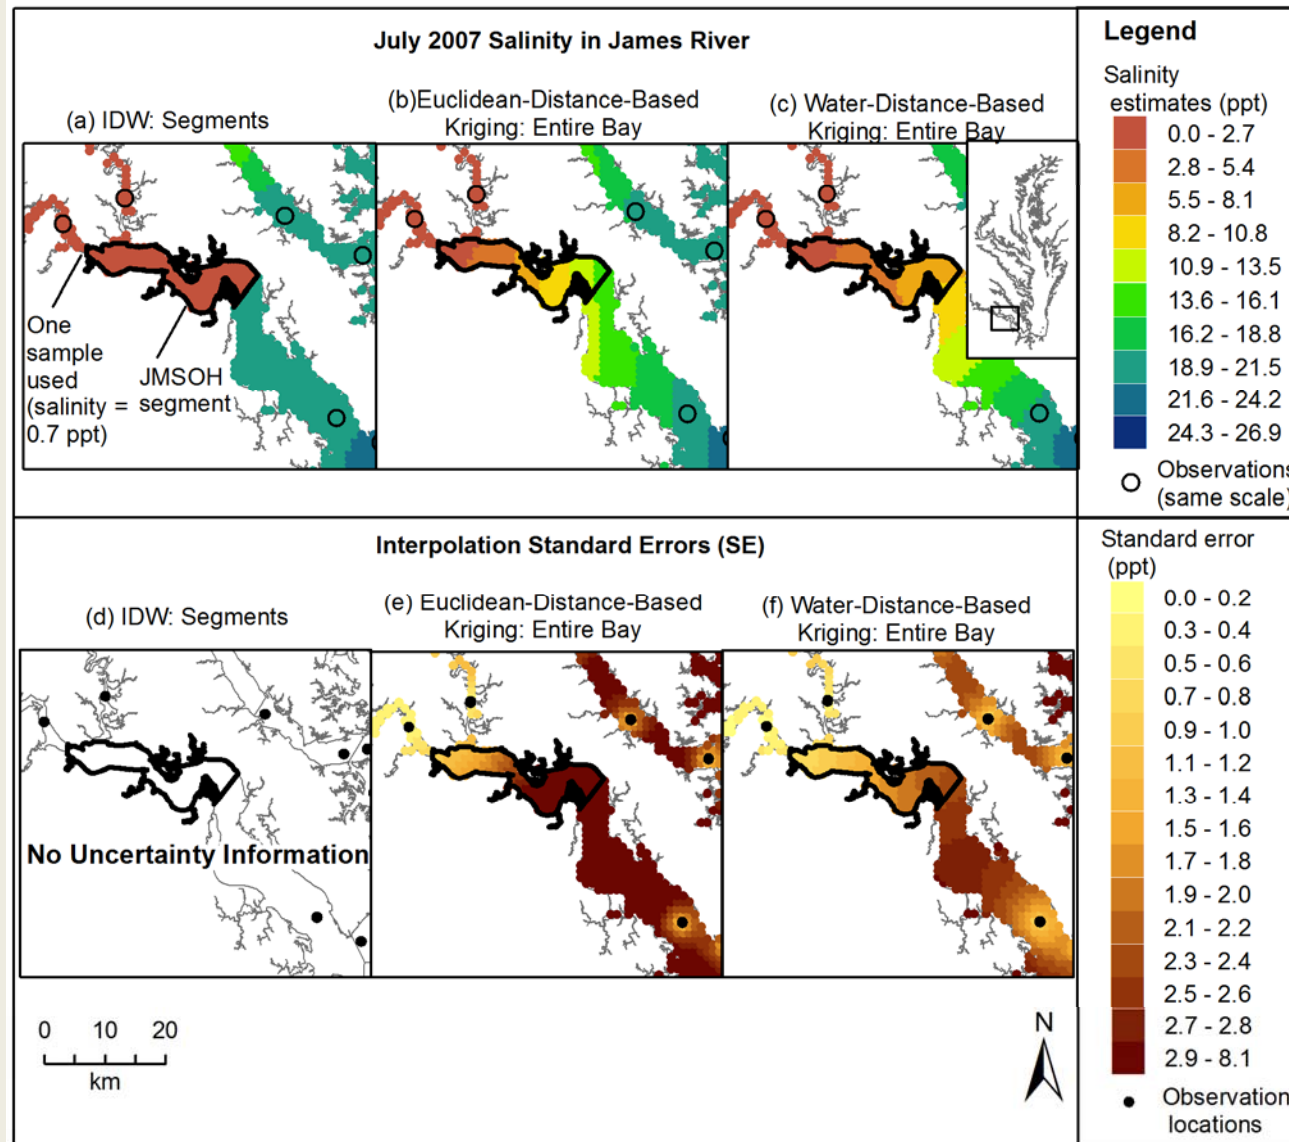 July 2007 Salinity in James River
(a) IDW: Segments
(b)Euclidean-Distance-Based
Kriging: Entire Bay
(c) Water-Distance-Based
Kriging: Entire Bay
One
sample
used
(salinity =
0.7 ppt)
JMSOH
segment
Legend
Salinity
estimates (ppt)
0.0 - 2.7
2.8 - 5.4
5.5 - 8.1
8.2 - 10.8
10.9 - 13.5
13.6 - 16.1
16.2 - 18.8
18.9 - 21.5
21.6 - 24.2
24.3 - 26.9
Observations
(same scale)
Interpolation Standard Errors (SE)
(d) IDW: Segments
(e) Euclidean-Distance-Based
Kriging: Entire Bay
(f) Water-Distance-Based
Kriging: Entire Bay
No Uncertainty Information
0 10 20
km
N
Standard error
(ppt)
0.0 - 0.2
0.3 - 0.4
0.5 - 0.6
0.7 - 0.8
0.9 - 1.0
1.1 - 1.2
1.3 - 1.4
1.5 - 1.6
1.7 - 1.8
1.9 - 2.0
2.1 - 2.2
2.3 - 2.4
2.5 - 2.6
2.7 - 2.8
2.9 - 8.1
Observation
locations